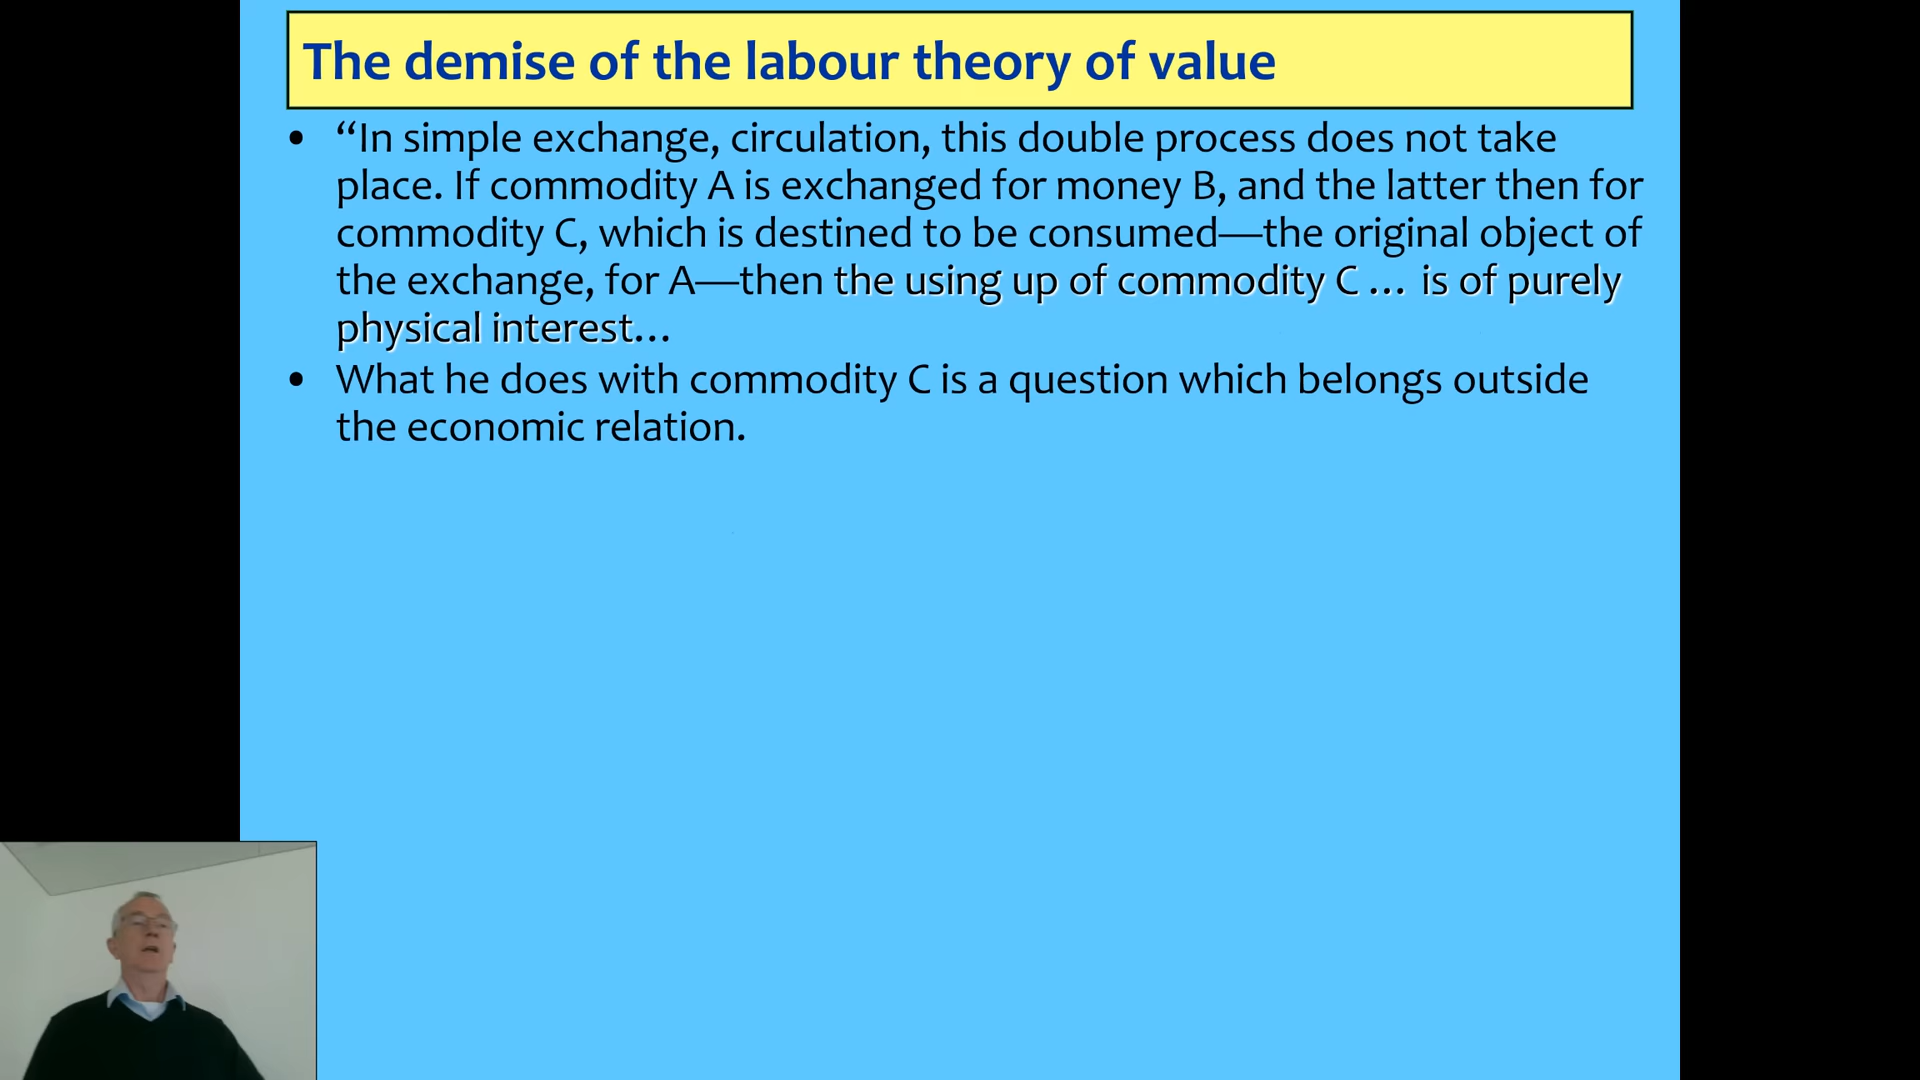 The demise of the labour theory of value
• “In simple exchange, circulation, this double process does not take
place. If commodity A is exchanged for money B, and the latter then for
commodity C, which is destined to be consumed—the original object of
the exchange, for A—then the using up of commodity C … is of purely
physical interest…
• What he does with commodity C is a question which belongs outside
the economic relation.